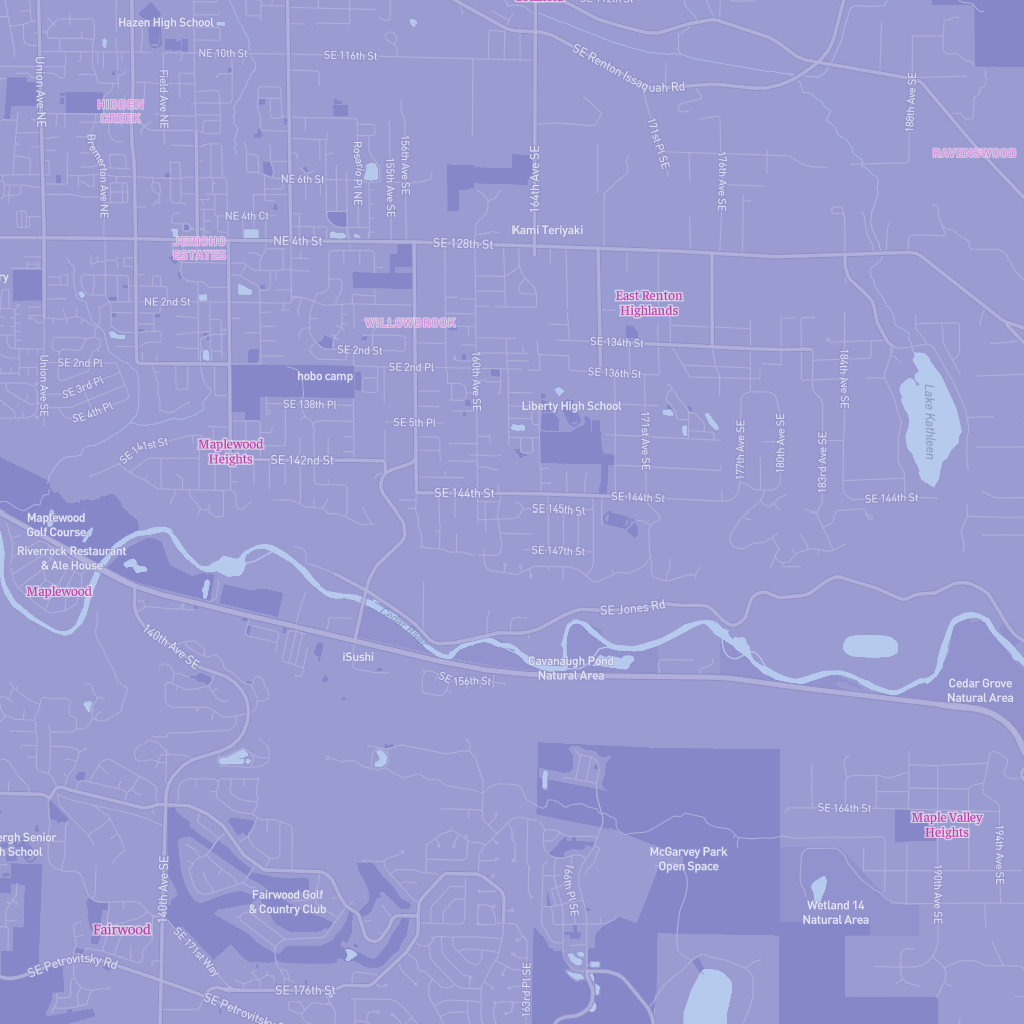 Hazen High School
SE 112th St
NE 10th St
SE 116th St
SE Renton Issaquah Rd
Union Ave NE
Field Ave NE
188th Ave SE
HIDDEN
CREEK
171st Pl SE
RAVENSWOOD
Bremerton Ave NE
Rosario Pl NE
156th Ave SE
155th Ave SE
164th Ave SE
176th Ave SE
NE 6th St
NE 4th Ct
Kami Teriyaki
JERICHO
ESTATES
NE 4th St
SE 128th St
NE 2nd St
East Renton
Highlands
WILLOWBROOK
SE 134th St
SE 2nd Pl
SE 2nd St
SE 2nd Pl
SE 136th St
Union Ave SE
SE 3rd Pl
hobo camp
160th Ave SE
184th Ave SE
SE 4th Pl
SE 138th Pl
Liberty High School
Lake Kathleen
SE 5th Pl
171st Ave SE
177th Ave SE
180th Ave SE
183rd Ave SE
SE 141st St
Maplewood
Heights
SE 142nd St
SE 144th St
SE 144th St
SE 144th St
SE 145th St
Maplewood
Golf Course
Riverrock Restaurant
& Ale House
SE 147th St
Maplewood
SE Jones Rd
140th Ave SE
iSushi
Cavanaugh Pond
Natural Area
SE 156th St
Cedar Grove
Natural Area
SE 164th St
Maple Valley
Heights
194th Ave SE
McGarvey Park
Open Space
140th Ave SE
169th Pl SE
190th Ave SE
Fairwood Golf
& Country Club
Wetland 14
Natural Area
Fairwood
SE 171st Way
SE Petrovitsky Rd
SE 176th St
163rd Pl SE
SE Petrovitsky